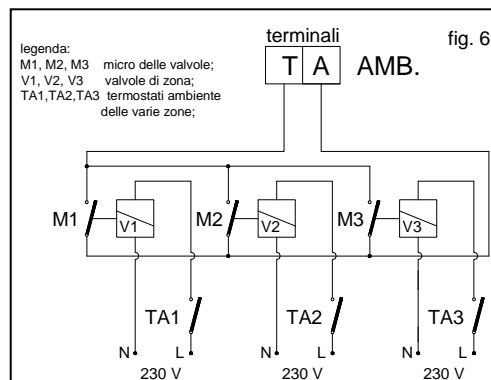 terminali
fig. 6
legenda:
M1, M2, M3 micro delle valvole;
V1, V2, V3 valvole di zona;
TA1,TA2,TA3 termostati ambiente
delle varie zone;
T A AMB.
M1 V1 M2 V2 M3 V3
TA1 TA2 TA3
N L N L N L
230 V 230 V 230 V